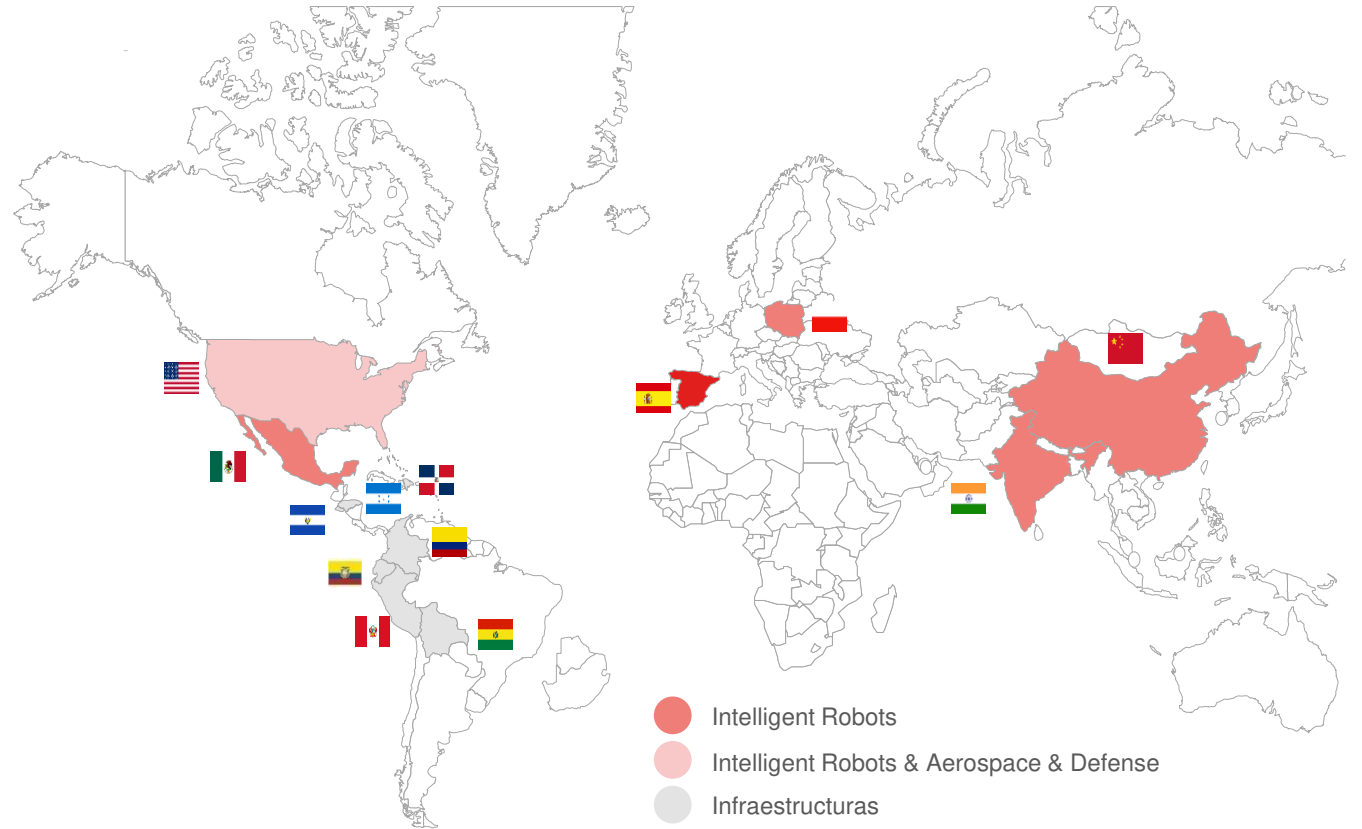 Intelligent Robots
Intelligent Robots & Aerospace & Defense
Infraestructuras